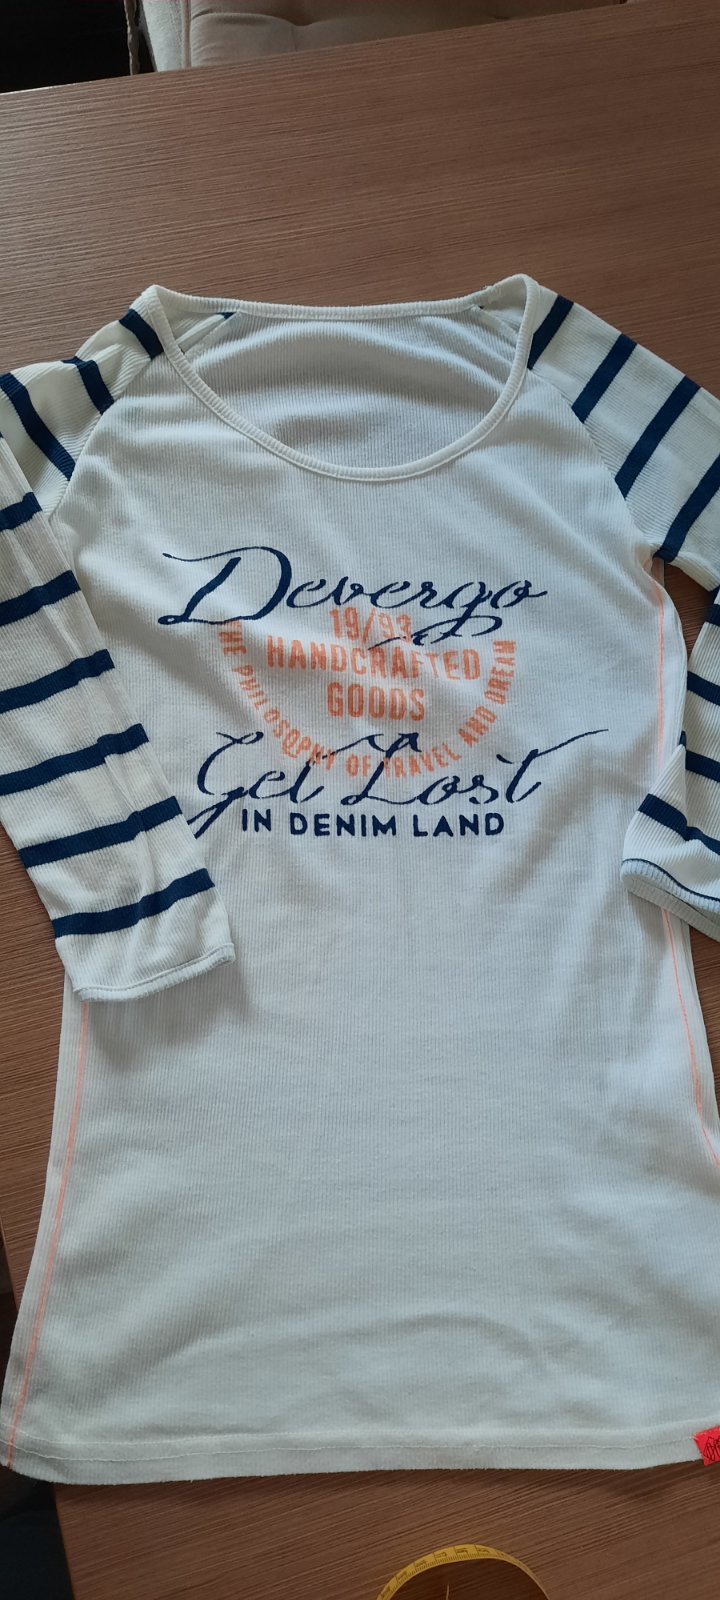 Devergo
19/93
HANDCRAFTED
GOODS
THE PHILOSOPHY OF TRAVEL AND DREAM
Get Lost
IN DENIM LAND